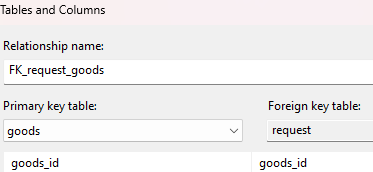 Tables and Columns
Relationship name:
FK_request_goods
Primary key table: Foreign key table:
goods request
goods_id goods_id